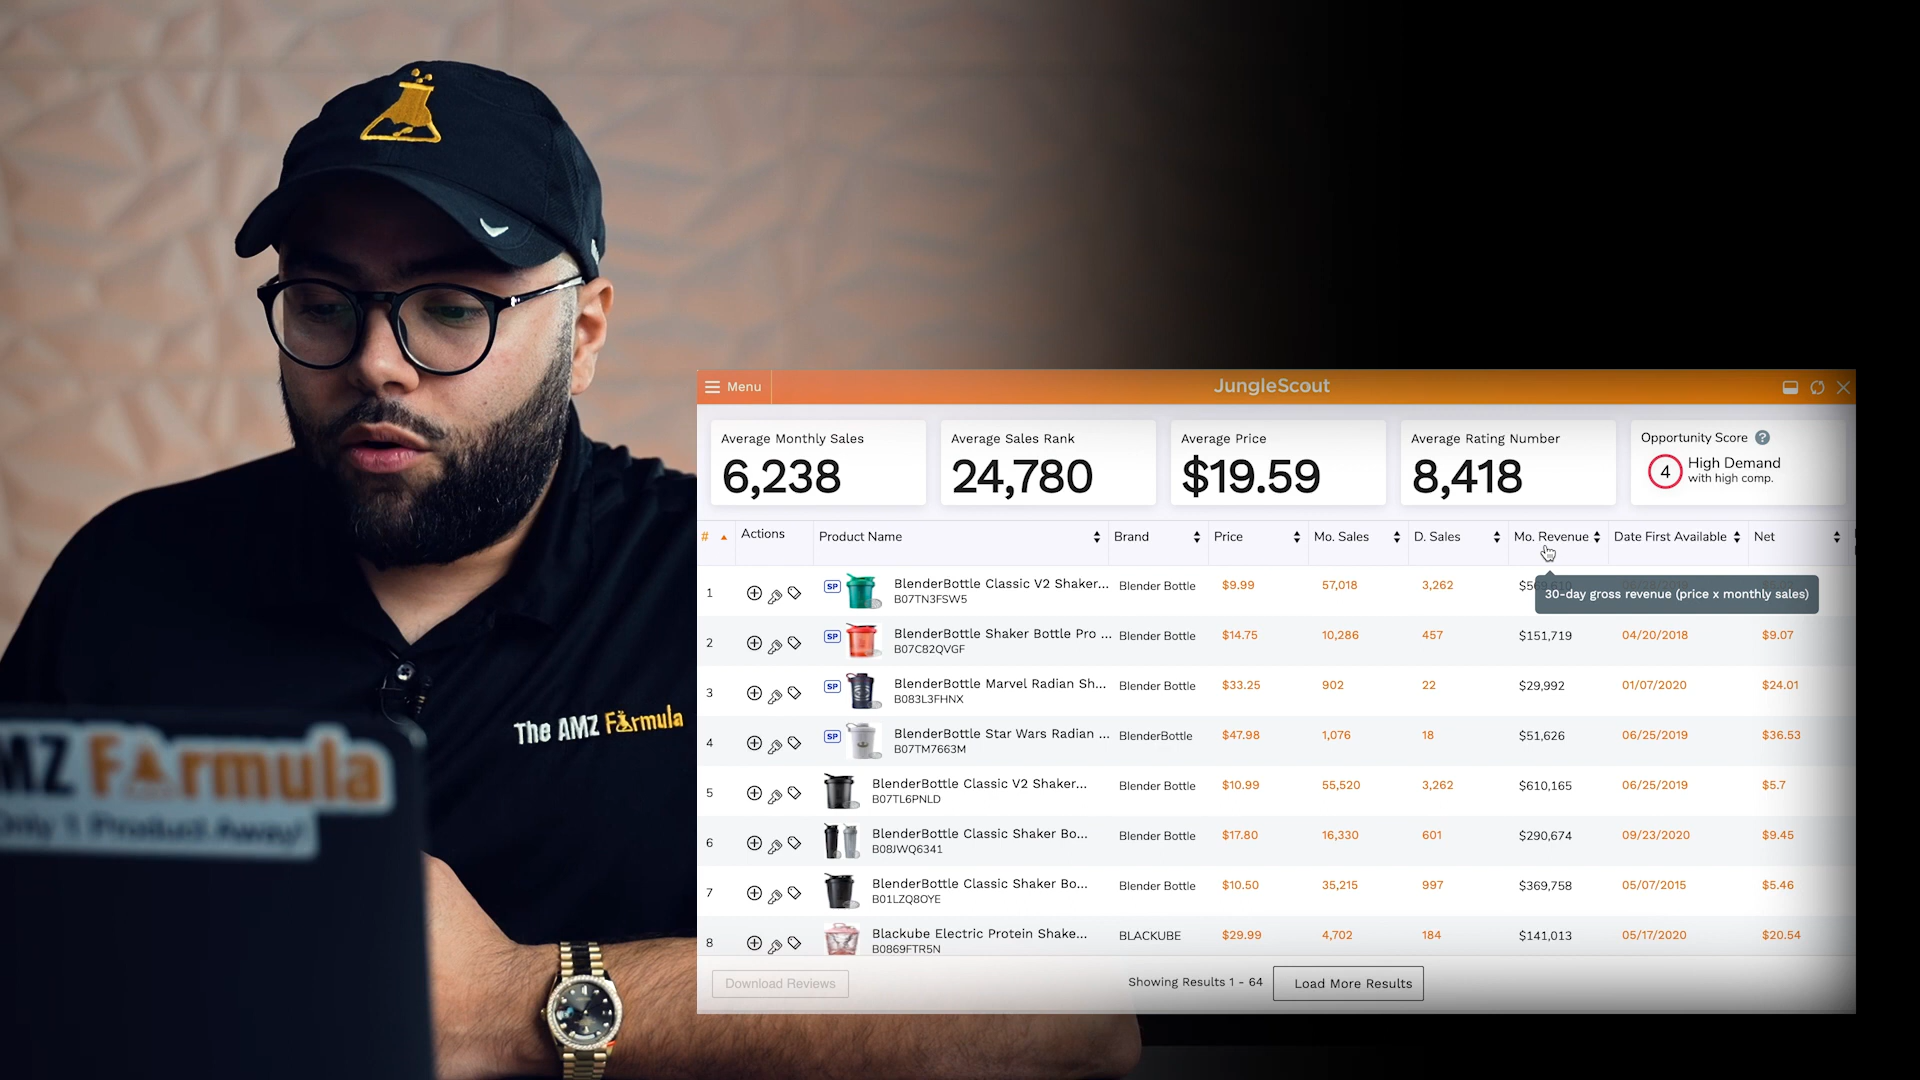 The AMZ Formula
MZ Formula
Only 1 Product Away!
Menu
JungleScout
Average Monthly Sales
6,238
Average Sales Rank
24,780
Average Price
$19.59
Average Rating Number
8,418
Opportunity Score ?
4
High Demand
with high comp.
# Actions Product Name Brand Price Mo. Sales D. Sales Mo. Revenue Date First Available Net
30-day gross revenue (price x monthly sales)
1 SP BlenderBottle Classic V2 Shaker... Blender Bottle $9.99 57,018 3,262
B07TN3FSW5
2 SP BlenderBottle Shaker Bottle Pro ... Blender Bottle $14.75 10,286 457 $151,719 04/20/2018 $9.07
B07C82QVGF
3 SP BlenderBottle Marvel Radian Sh... Blender Bottle $33.25 902 22 $29,992 01/07/2020 $24.01
B083L3FHNX
4 SP BlenderBottle Star Wars Radian ... BlenderBottle $47.98 1,076 18 $51,626 06/25/2019 $36.53
B07TM7663M
5 BlenderBottle Classic V2 Shaker... Blender Bottle $10.99 55,520 3,262 $610,165 06/25/2019 $5.7
B07TL6PNLD
6 BlenderBottle Classic Shaker Bo... Blender Bottle $17.80 16,330 601 $290,674 09/23/2020 $9.45
B08JWQ6341
7 BlenderBottle Classic Shaker Bo... Blender Bottle $10.50 35,215 997 $369,758 05/07/2015 $5.46
B01LZQ8OYE
8 Blackube Electric Protein Shake... BLACKUBE $29.99 4,702 184 $141,013 05/17/2020 $20.54
B0869FTR5N
Download Reviews
Showing Results 1 - 64
Load More Results